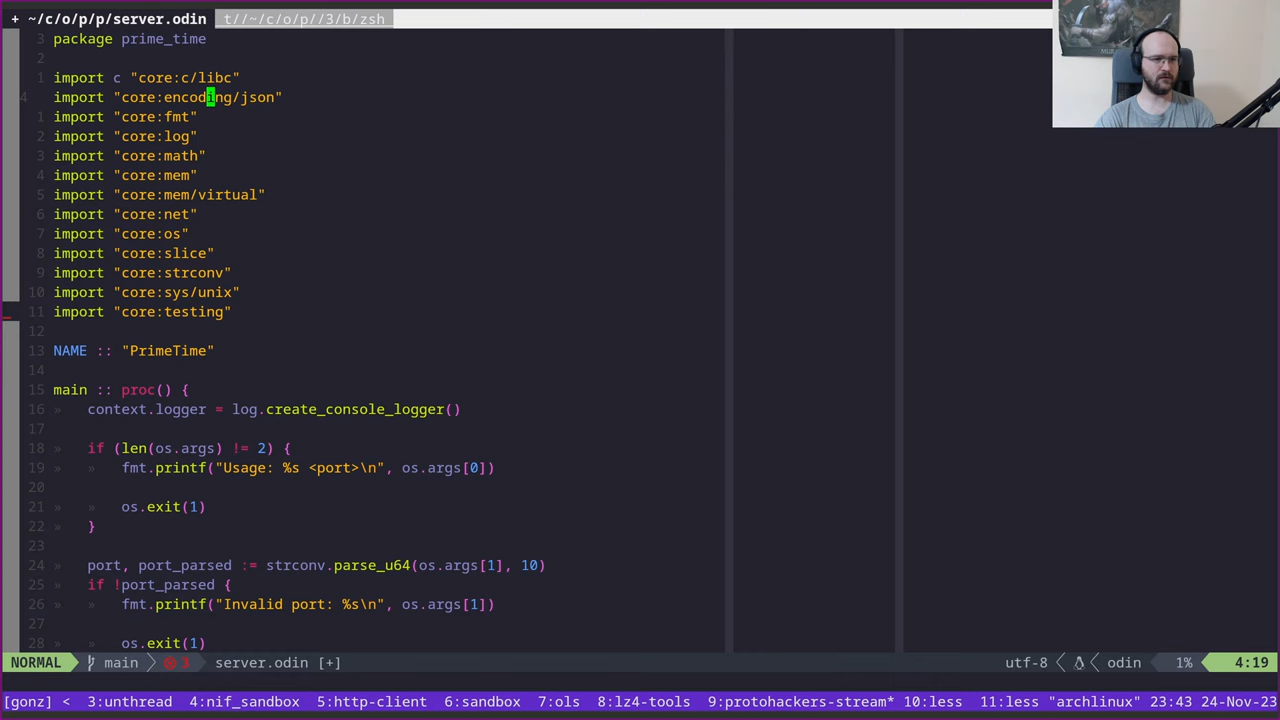 + ~/c/o/p/p/server.odin t//~/c/o/p//3/b/zsh
3 package prime_time
2
1 import c "core:c/libc"
4 import "core:encoding/json"
1 import "core:fmt"
2 import "core:log"
3 import "core:math"
4 import "core:mem"
5 import "core:mem/virtual"
6 import "core:net"
7 import "core:os"
8 import "core:slice"
9 import "core:strconv"
10 import "core:sys/unix"
11 import "core:testing"
12
13 NAME :: "PrimeTime"
14
15 main :: proc() {
16 » context.logger = log.create_console_logger()
17
18 » if (len(os.args) != 2) {
19 » » fmt.printf("Usage: %s <port>\n", os.args[0])
20
21 » » os.exit(1)
22 » }
23
24 » port, port_parsed := strconv.parse_u64(os.args[1], 10)
25 » if !port_parsed {
26 » » fmt.printf("Invalid port: %s\n", os.args[1])
27
28 » » os.exit(1)
NORMAL main 3 server.odin [+] utf-8 odin 1% 4:19
[gonz] < 3:unthread 4:nif_sandbox 5:http-client 6:sandbox 7:ols 8:lz4-tools 9:protohackers-stream* 10:less 11:less "archlinux" 23:43 24-Nov-23